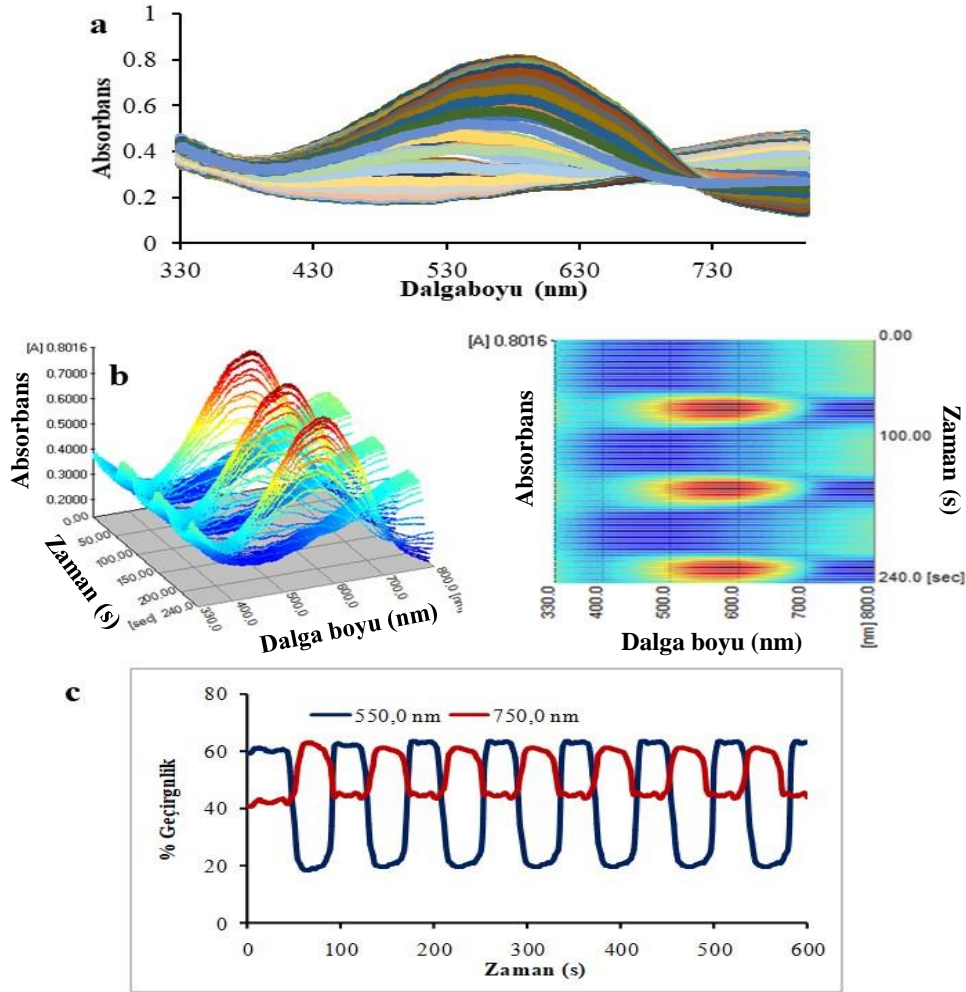 a
Absorbans
1
0.8
0.6
0.4
0.2
0
330 430 530 630 730
Dalgaboyu (nm)
b
[A] 0.8016
0.7000
0.6000
0.5000
0.4000
0.3000
0.2000
Absorbans
0.00
50.00
100.00
150.00
200.00
[sec] 240.0
Zaman (s)
330.0 400.0 500.0 600.0 700.0 800.0
Dalga boyu (nm)
[A] 0.8016
Absorbans
0.00
100.00
240.0 [sec]
Zaman (s)
330.0 400.0 500.0 600.0 700.0 [nm] 800.0
Dalga boyu (nm)
c
% Geçirgnlik
80
60
40
20
0
550,0 nm 750,0 nm
0 100 200 300 400 500 600
Zaman (s)